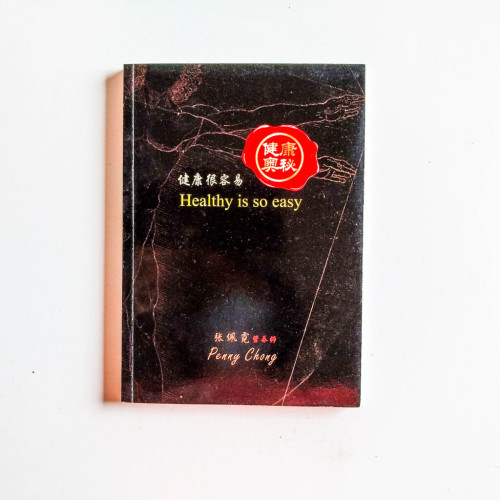 健康
奥秘
健康很容易
Healthy is so easy
张佩霓 营养师
Penny Chong